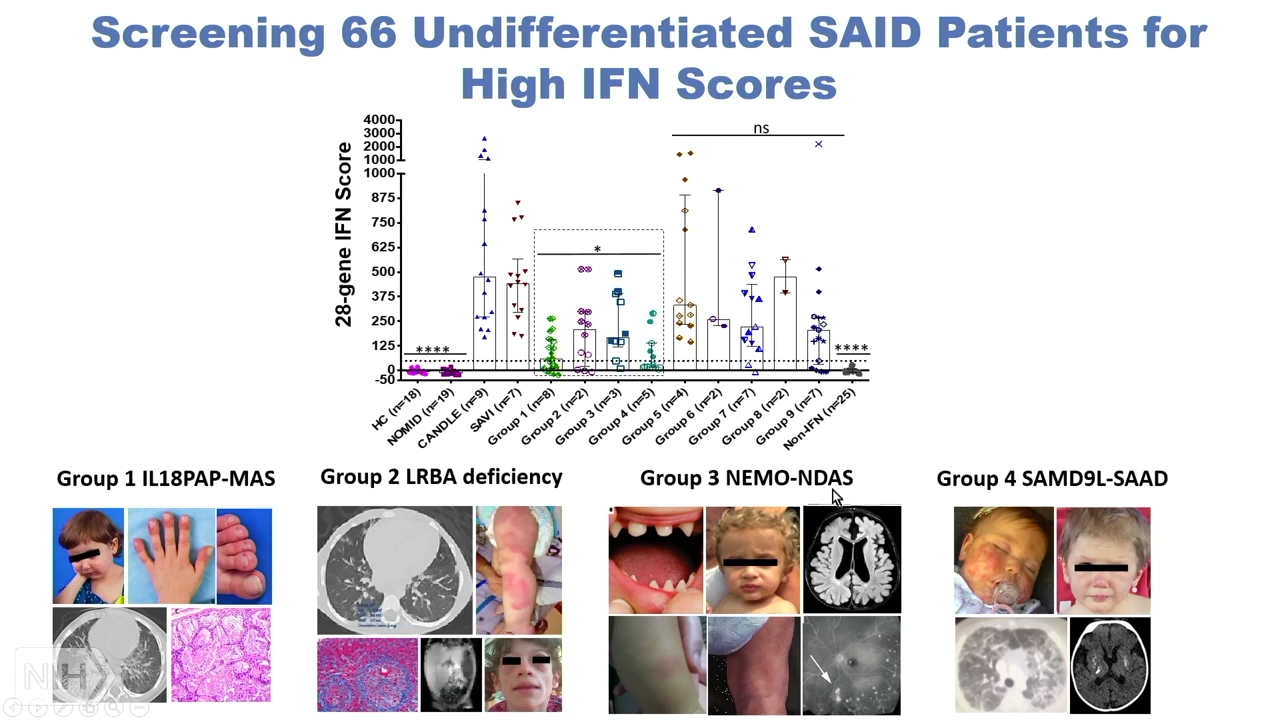 Screening 66 Undifferentiated SAID Patients for
High IFN Scores
28-gene IFN Score
4000
3000
2000
1000
1000
875
750
625
500
375
250
125
0
-50
****
*
ns
****
HC (n=18)
NOMID (n=19)
CANDLE (n=9)
SAVI (n=7)
Group 1 (n=8)
Group 2 (n=2)
Group 3 (n=3)
Group 4 (n=5)
Group 5 (n=4)
Group 6 (n=2)
Group 7 (n=7)
Group 8 (n=2)
Group 9 (n=7)
Non-IFN (n=25)
Group 1 IL18PAP-MAS
Group 2 LRBA deficiency
Group 3 NEMO-NDAS
Group 4 SAMD9L-SAAD
NIH